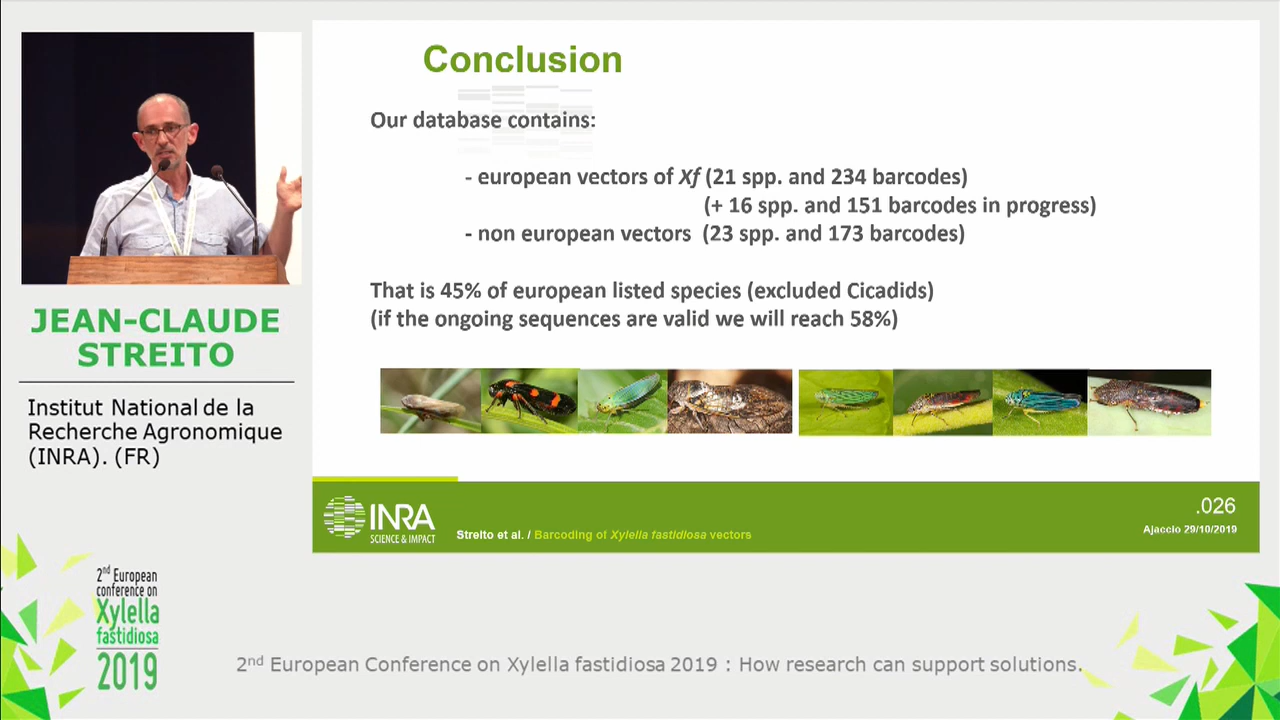 Conclusion
Our database contains:
- european vectors of Xf (21 spp. and 234 barcodes)
(+ 16 spp. and 151 barcodes in progress)
- non european vectors (23 spp. and 173 barcodes)
That is 45% of european listed species (excluded Cicadids)
(if the ongoing sequences are valid we will reach 58%)
JEAN-CLAUDE
STREITO
Institut National de la
Recherche Agronomique
(INRA). (FR)
INRA
SCIENCE & IMPACT
Streito et al. / Barcoding of Xylella fastidiosa vectors
.026
Ajaccio 29/10/2019
2nd European
conference on
Xylella
fastidiosa
2019
2nd European Conference on Xylella fastidiosa 2019 : How research can support solutions.